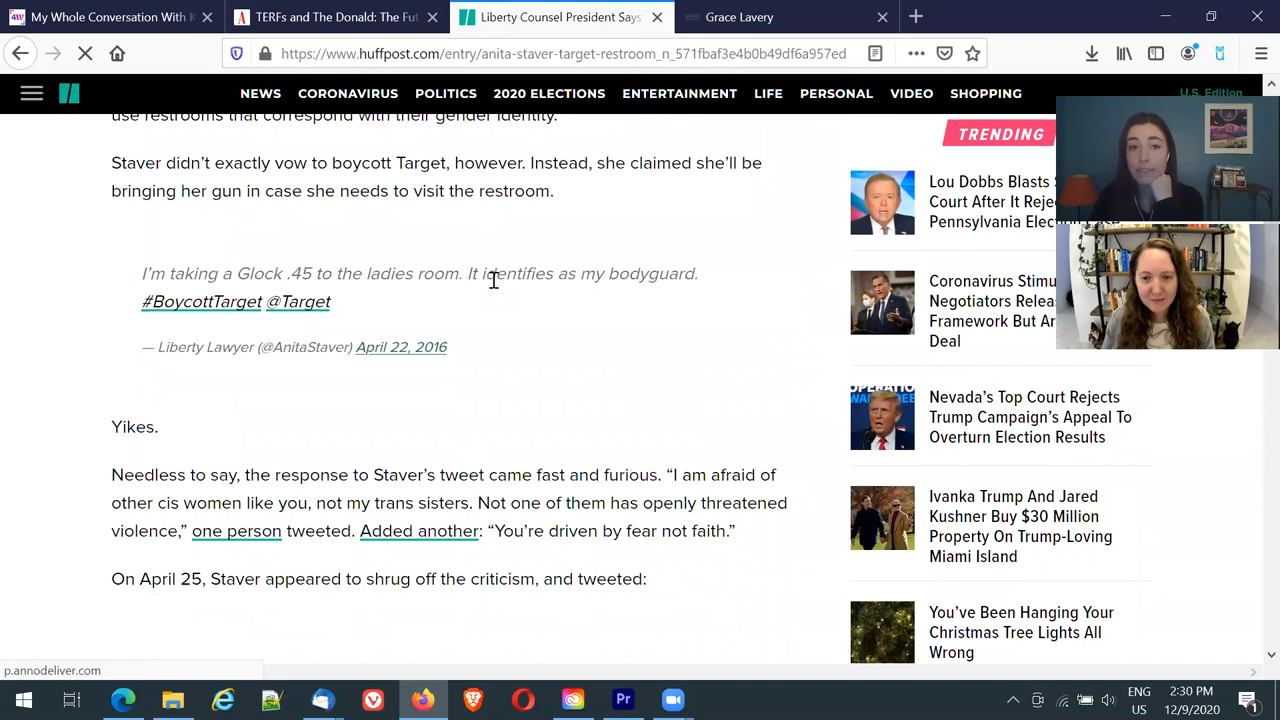 My Whole Conversation With K
TERFs and The Donald: The Fut
Liberty Counsel President Says
Grace Lavery
https://www.huffpost.com/entry/anita-staver-target-restroom_n_571fbaf3e4b0b49df6a957ed
NEWS CORONAVIRUS POLITICS 2020 ELECTIONS ENTERTAINMENT LIFE PERSONAL VIDEO SHOPPING
U.S. Edition
use restrooms that correspond with their gender identity.
Staver didn’t exactly vow to boycott Target, however. Instead, she claimed she’ll be
bringing her gun in case she needs to visit the restroom.
I’m taking a Glock .45 to the ladies room. It identifies as my bodyguard.
#BoycottTarget @Target
— Liberty Lawyer (@AnitaStaver) April 22, 2016
Yikes.
Needless to say, the response to Staver’s tweet came fast and furious. “I am afraid of
other cis women like you, not my trans sisters. Not one of them has openly threatened
violence,” one person tweeted. Added another: “You’re driven by fear not faith.”
On April 25, Staver appeared to shrug off the criticism, and tweeted:
TRENDING
Lou Dobbs Blasts S
Court After It Reje
Pennsylvania Election Case
Coronavirus Stimu
Negotiators Relea
Framework But Ar
Deal
Nevada’s Top Court Rejects
Trump Campaign’s Appeal To
Overturn Election Results
Ivanka Trump And Jared
Kushner Buy $30 Million
Property On Trump-Loving
Miami Island
You’ve Been Hanging Your
Christmas Tree Lights All
Wrong
p.annodeliver.com
ENG
US
2:30 PM
12/9/2020